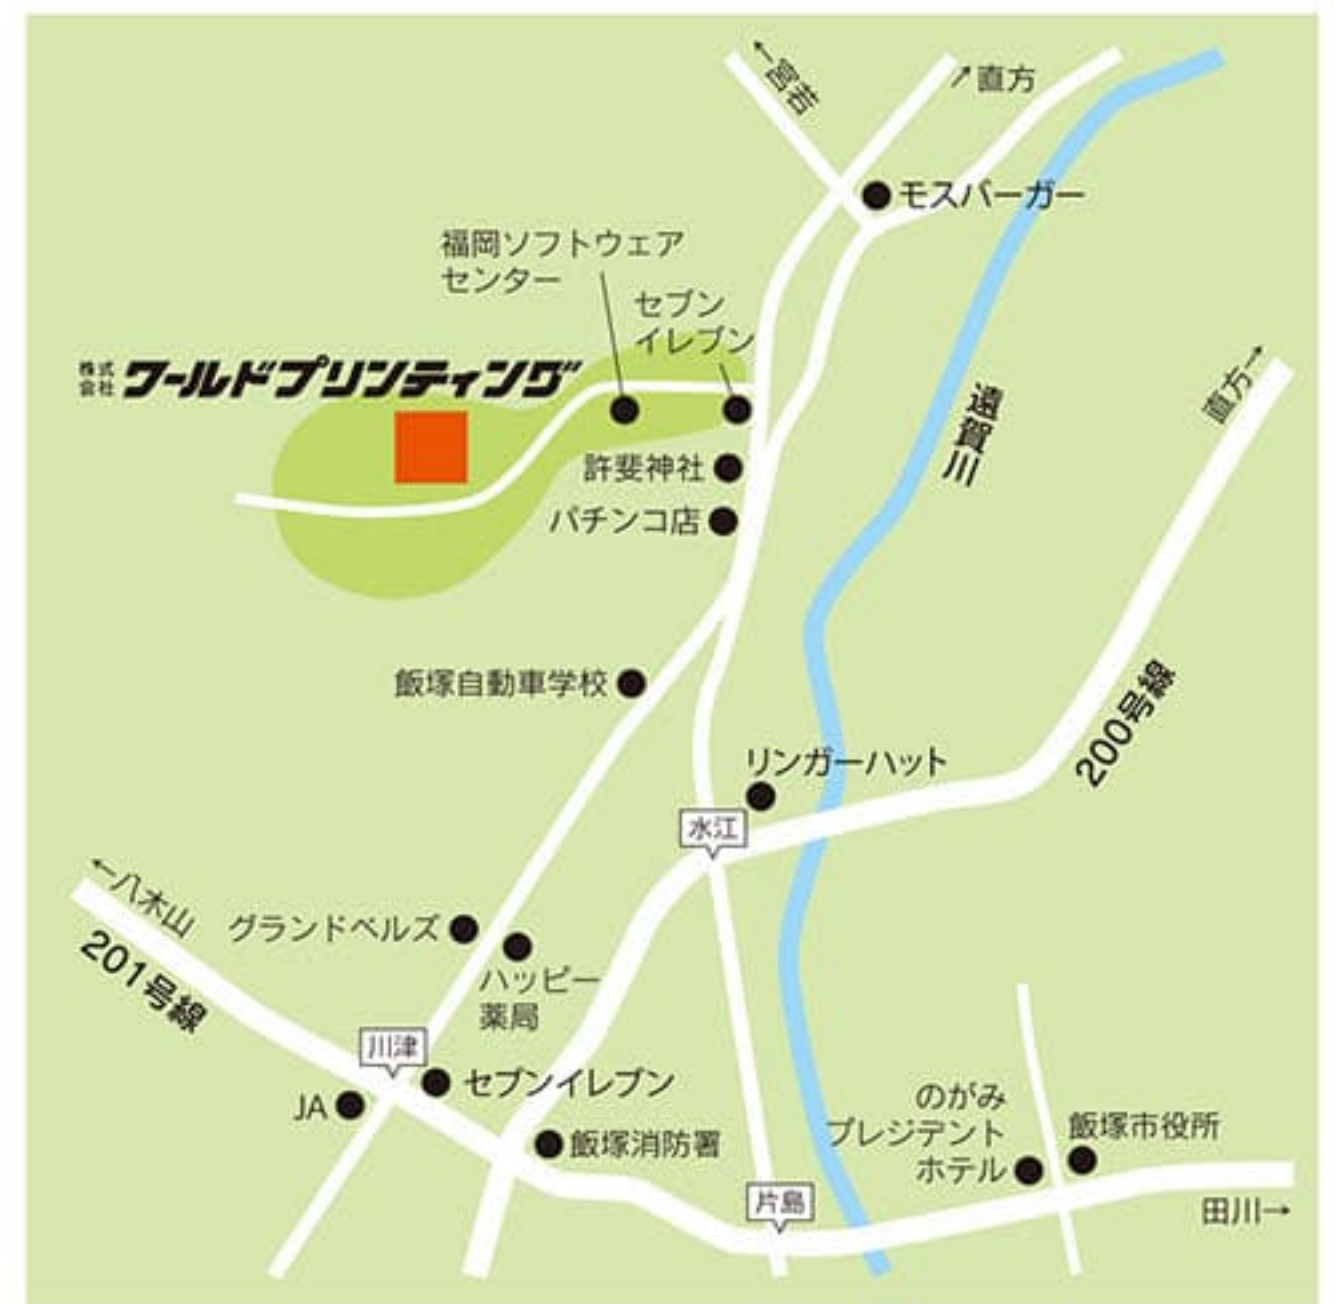 ←宮若
↗直方
モスバーガー
福岡ソフトウェア
センター
セブン
イレブン
株式
会社
ワールドプリンティング
遠賀三
直方→
許斐神社
パチンコ店
飯塚自動車学校
200号線
リンガーハット
水江
←八木山
201号線
グランドベルズ
ハッピー
薬局
川津
セブンイレブン
JA
飯塚消防署
のがみ
プレジデント
ホテル
飯塚市役所
片島
田川→